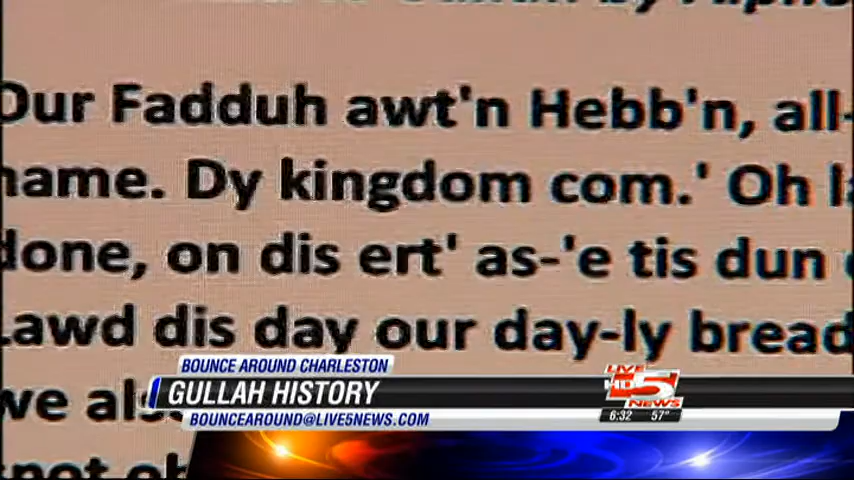 by
Our Fadduh awt'n Hebb'n, all-
name. Dy kingdom com.' Oh
done, on dis ert' as-'e tis dun
Lawd dis day our day-ly bread
we
BOUNCE AROUND CHARLESTON
GULLAH HISTORY
BOUNCEAROUND@LIVE5NEWS.COM
LIVE
HD 5
NEWS
6:32 57°